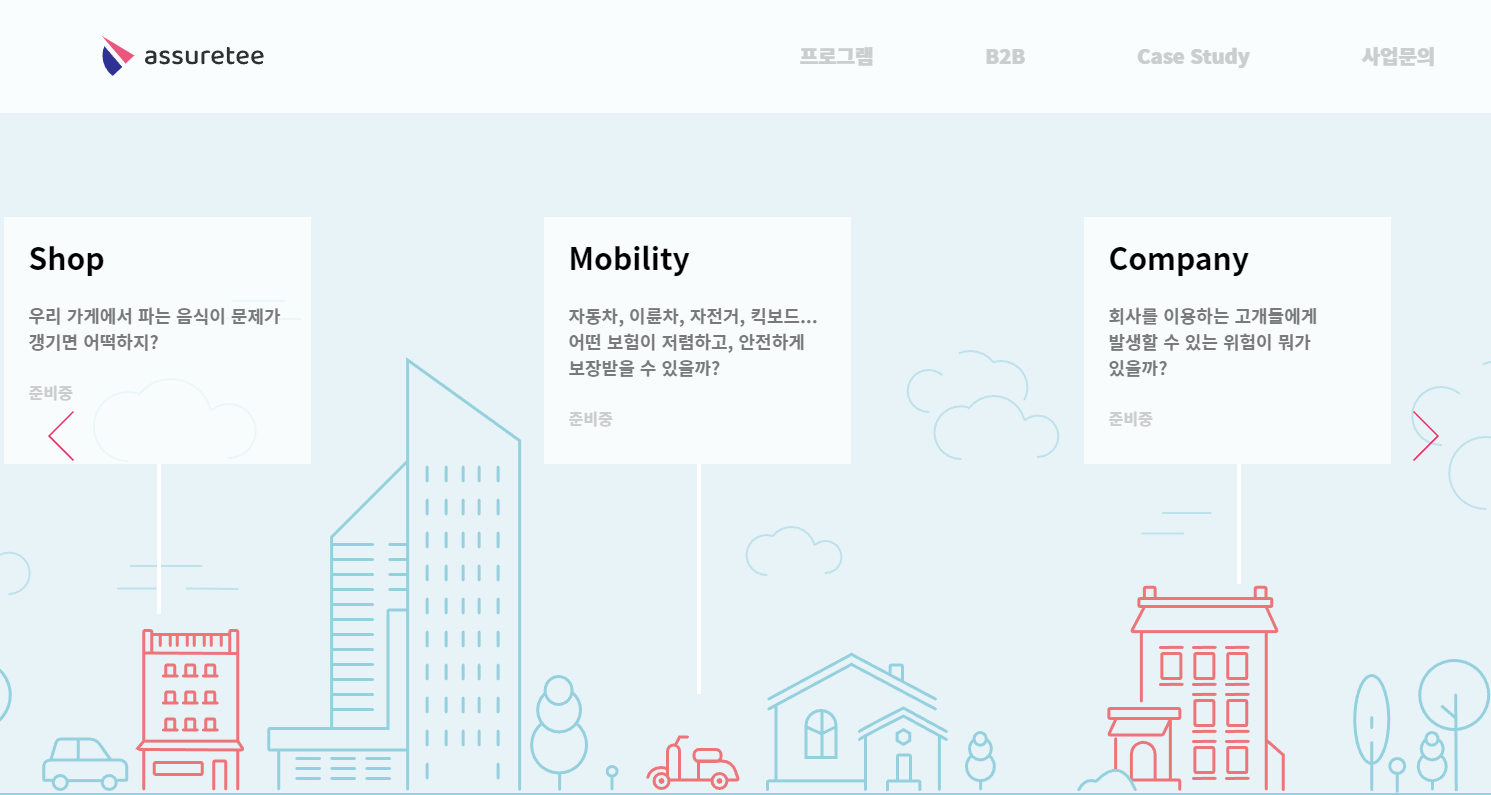 assuretee
프로그램
B2B
Case Study
사업문의
Shop
우리 가게에서 파는 음식이 문제가
갱기면 어떡하지?
준비중
Mobility
자동차, 이륜차, 자전거, 킥보드...
어떤 보험이 저렴하고, 안전하게
보장받을 수 있을까?
준비중
Company
회사를 이용하는 고개들에게
발생할 수 있는 위험이 뭐가
있을까?
준비중